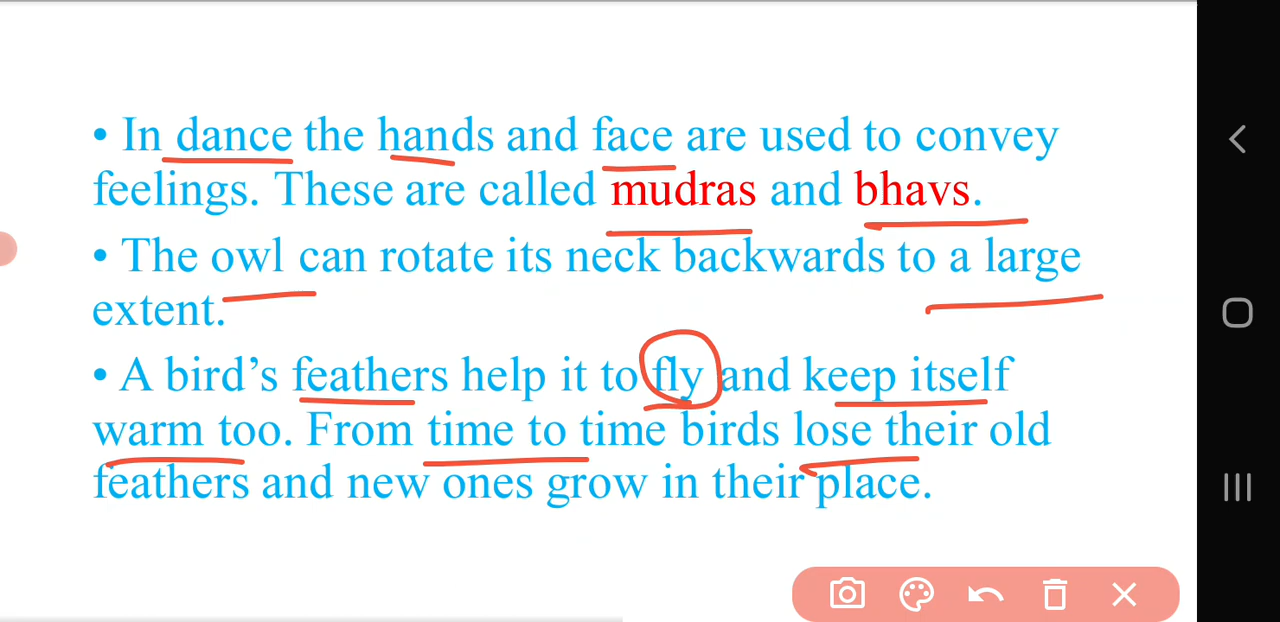 • In dance the hands and face are used to convey
feelings. These are called mudras and bhavs.
• The owl can rotate its neck backwards to a large
extent.
• A bird’s feathers help it to fly and keep itself
warm too. From time to time birds lose their old
feathers and new ones grow in their place.